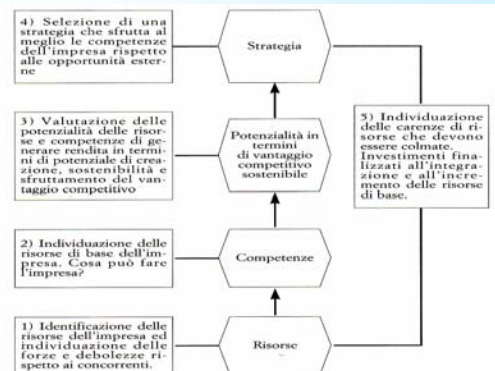 4) Selezione di una
strategia che sfrutta al
meglio le competenze
dell'impresa rispetto
alle opportunità ester-
ne
Strategia
3) Valutazione delle
potenzialità delle risor-
se e competenze di ge-
nerare rendita in termi-
ni di potenziale di crea-
zione, sostenibilità e
sfruttamento del van-
taggio competitivo
Potenzialità in
termini
di vantaggio
competitivo
sostenibile
5) Individuazione
delle carenze di ri-
sorse che devono
essere colmate.
Investimenti fina-
lizzati all'integra-
zione e all'incre-
mento delle risorse
di base.
2) Individuazione delle
risorse di base dell'im-
presa. Cosa può fare
l'impresa?
Competenze
1) Identificazione delle
risorse dell'impresa ed
individuazione delle
forze e debolezze ri-
spetto ai concorrenti.
Risorse